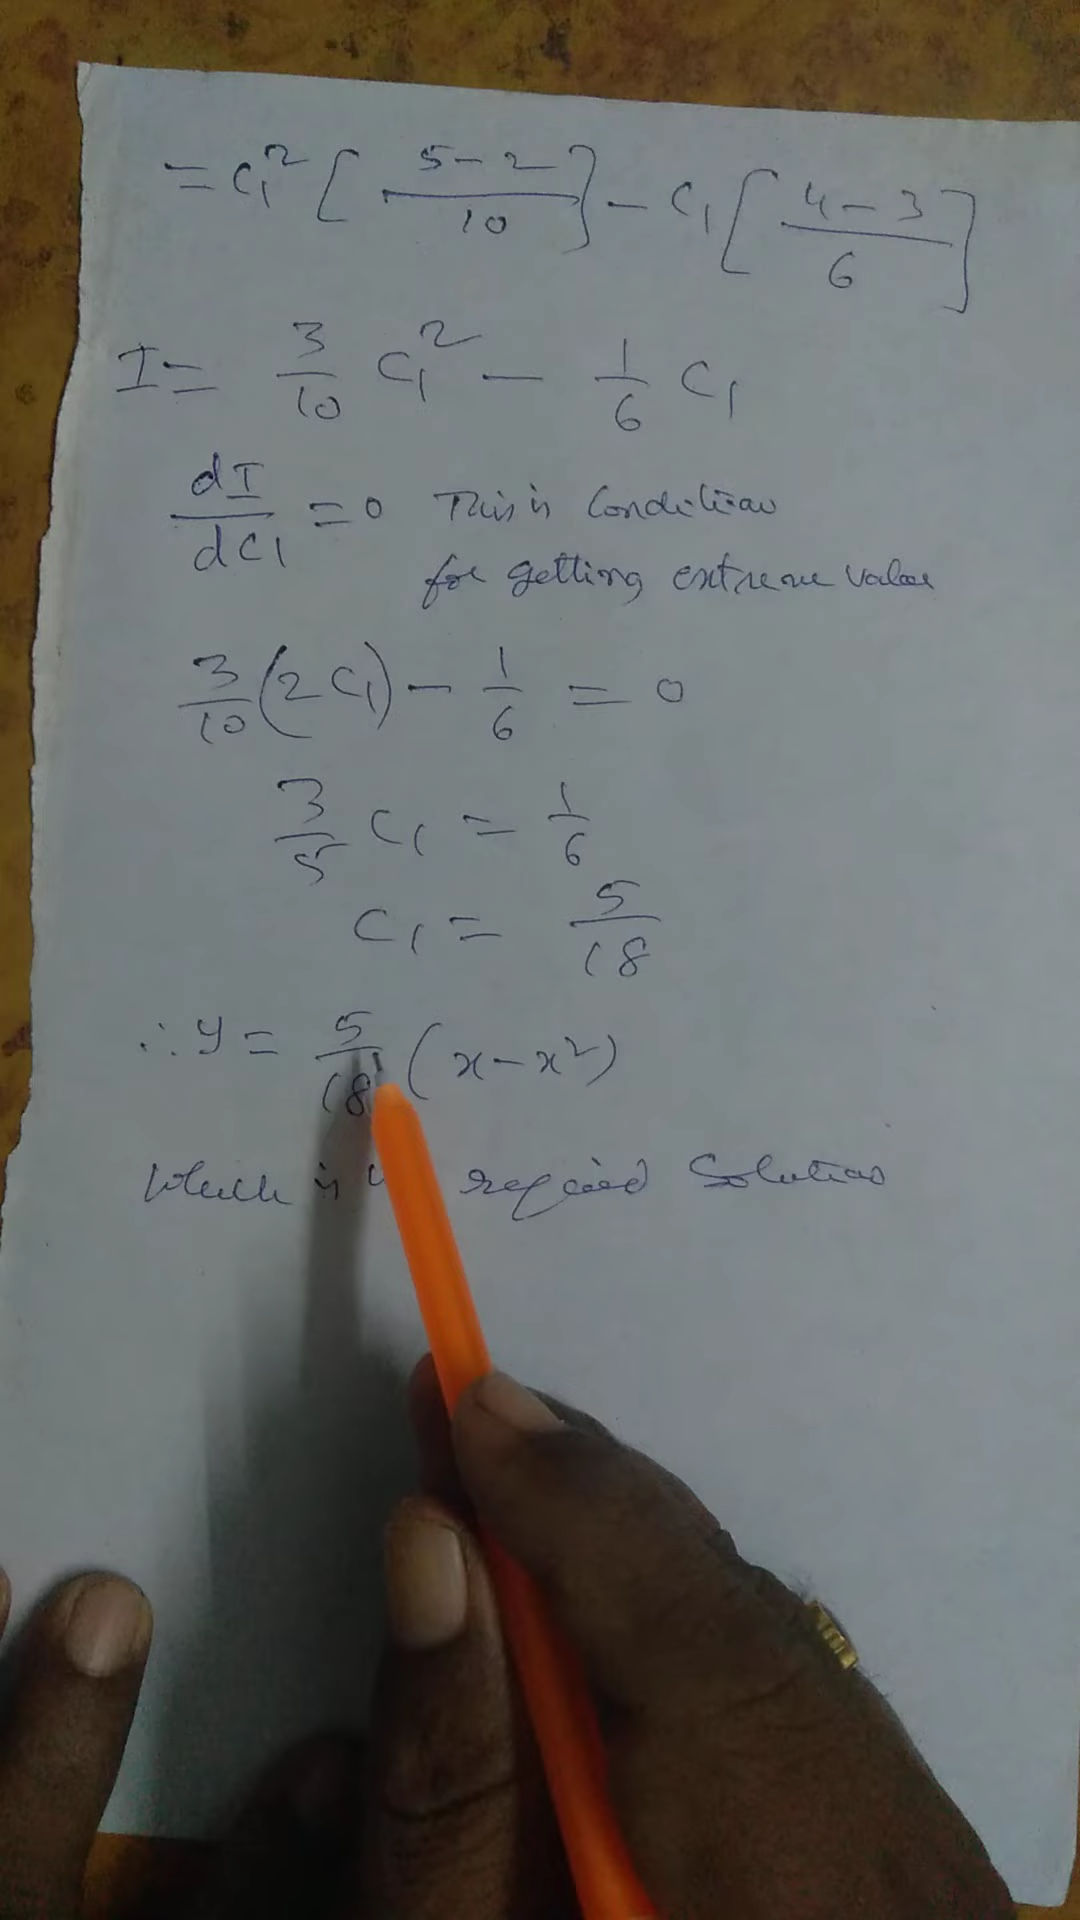 = C₁² [ (5-2)/10 ] - C₁ [ (4-3)/6 ]
I = 3/10 C₁² - 1/6 C₁
dI/dC₁ = 0 This is Condition
for getting extreme value
3/10 (2C₁) - 1/6 = 0
3/5 C₁ = 1/6
C₁ = 5/18
∴ y = 5/18 (x - x²)
which is required Solution